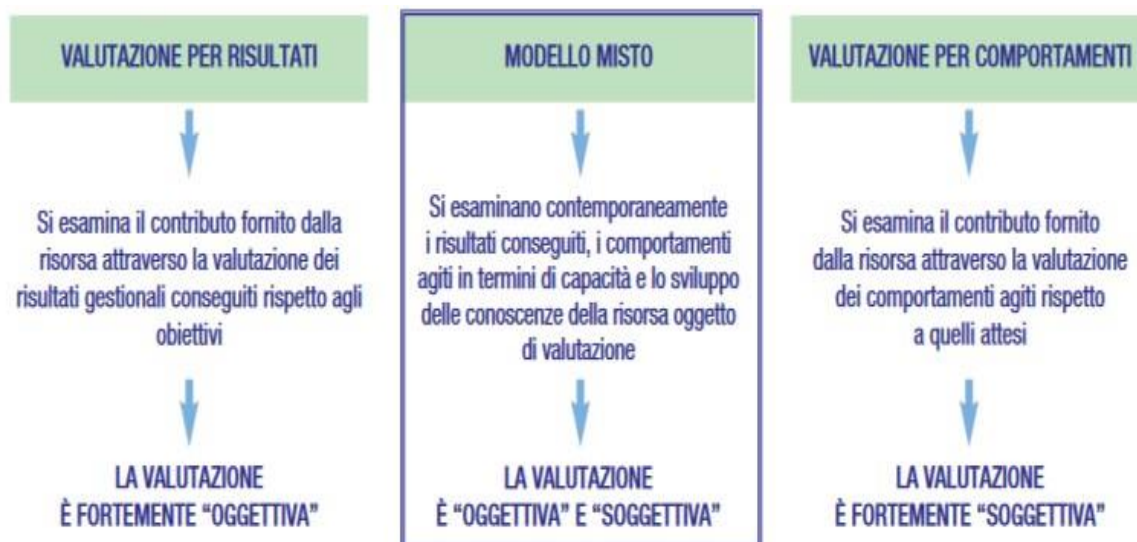 VALUTAZIONE PER RISULTATI
Si esamina il contributo fornito dalla
risorsa attraverso la valutazione dei
risultati gestionali conseguiti rispetto agli
obiettivi
LA VALUTAZIONE
È FORTEMENTE “OGGETTIVA”
MODELLO MISTO
Si esaminano contemporaneamente
i risultati conseguiti, i comportamenti
agiti in termini di capacità e lo sviluppo
delle conoscenze della risorsa oggetto
di valutazione
LA VALUTAZIONE
È “OGGETTIVA” E “SOGGETTIVA”
VALUTAZIONE PER COMPORTAMENTI
Si esamina il contributo fornito
dalla risorsa attraverso la valutazione
dei comportamenti agiti rispetto
a quelli attesi
LA VALUTAZIONE
È FORTEMENTE “SOGGETTIVA”